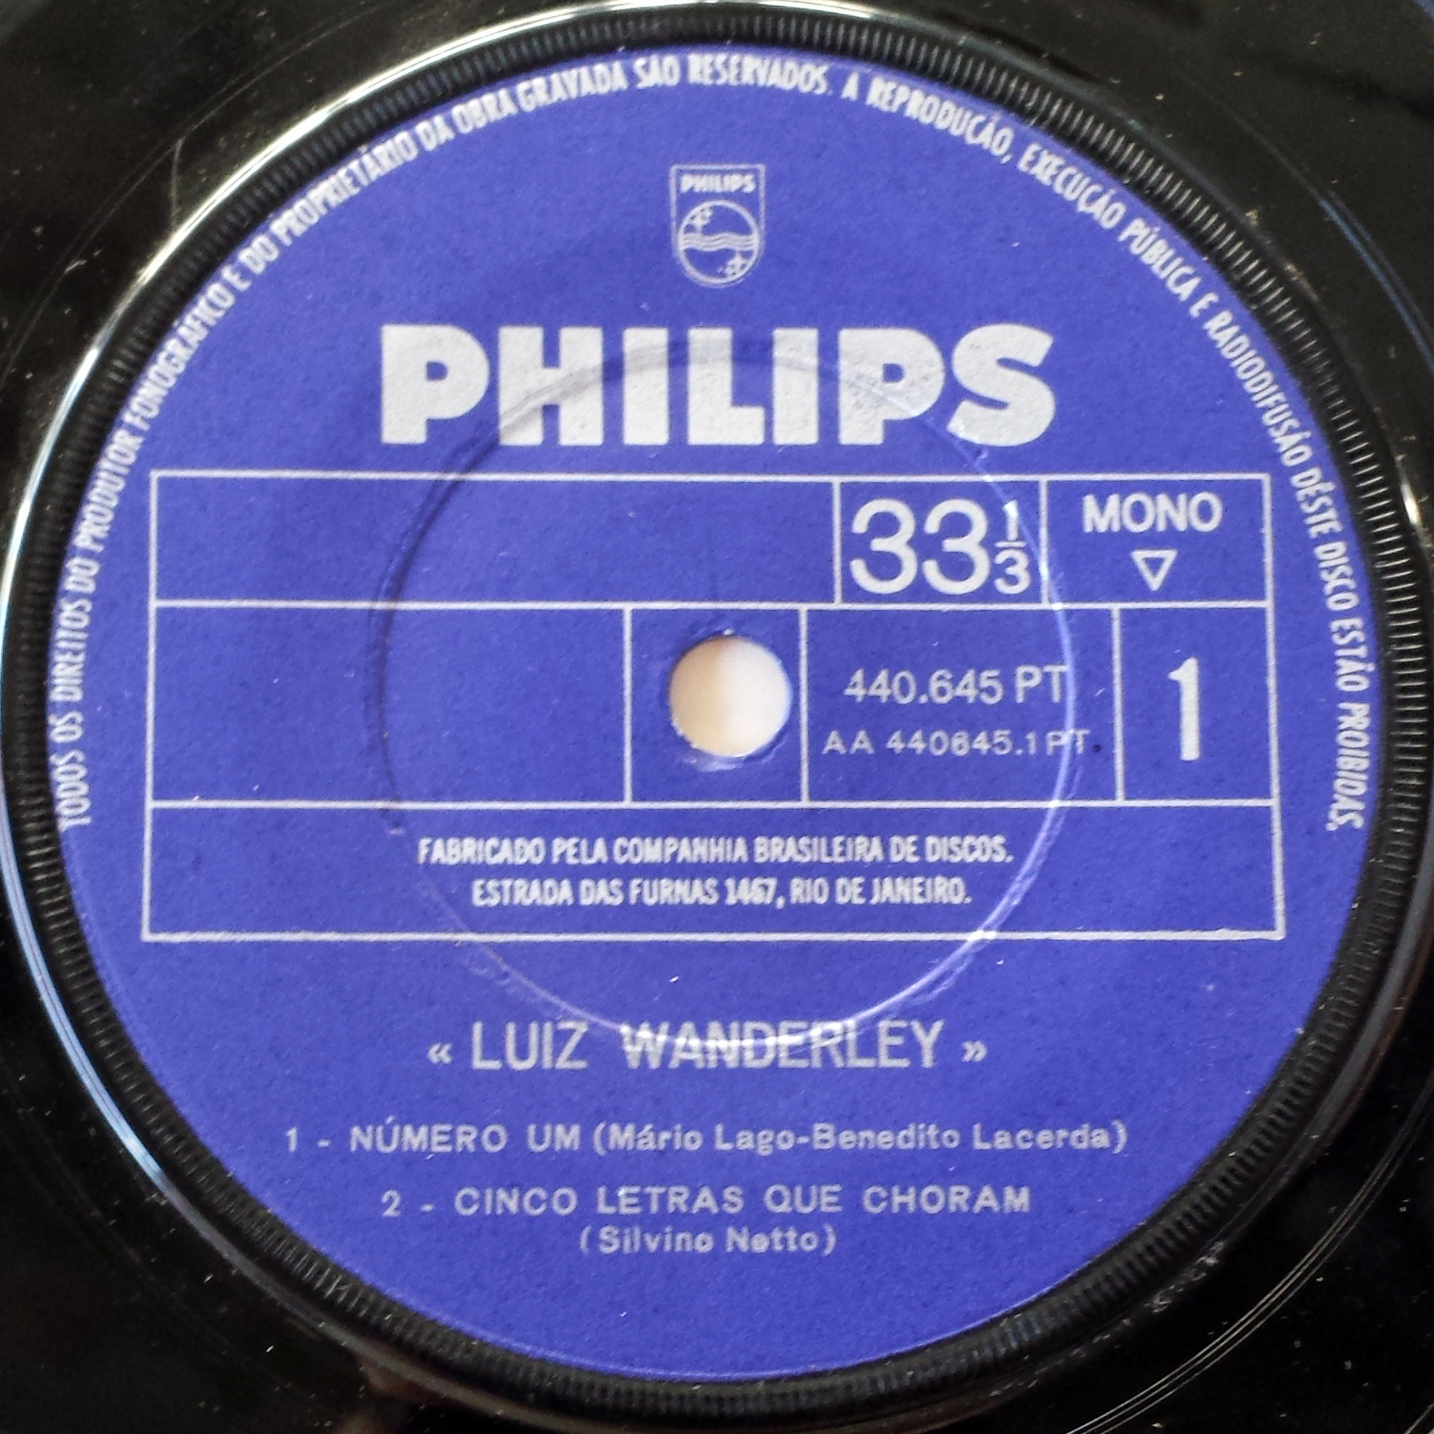 TODOS OS DIREITOS DO PRODUTOR FONOGRÁFICO E DO PROPRIETÁRIO DA OBRA GRAVADA SÃO RESERVADOS. A REPRODUÇÃO, EXECUÇÃO PÚBLICA E RADIODIFUSÃO DÊSTE DISCO ESTÃO PROIBIDAS.
PHILIPS
PHILIPS
33 1/3
MONO
▽
440.645 PT
AA 440645.1PT.
1
FABRICADO PELA COMPANHIA BRASILEIRA DE DISCOS.
ESTRADA DAS FURNAS 1467, RIO DE JANEIRO.
« LUIZ WANDERLEY »
1 - NÚMERO UM (Mário Lago-Benedito Lacerda)
2 - CINCO LETRAS QUE CHORAM
(Silvino Netto)